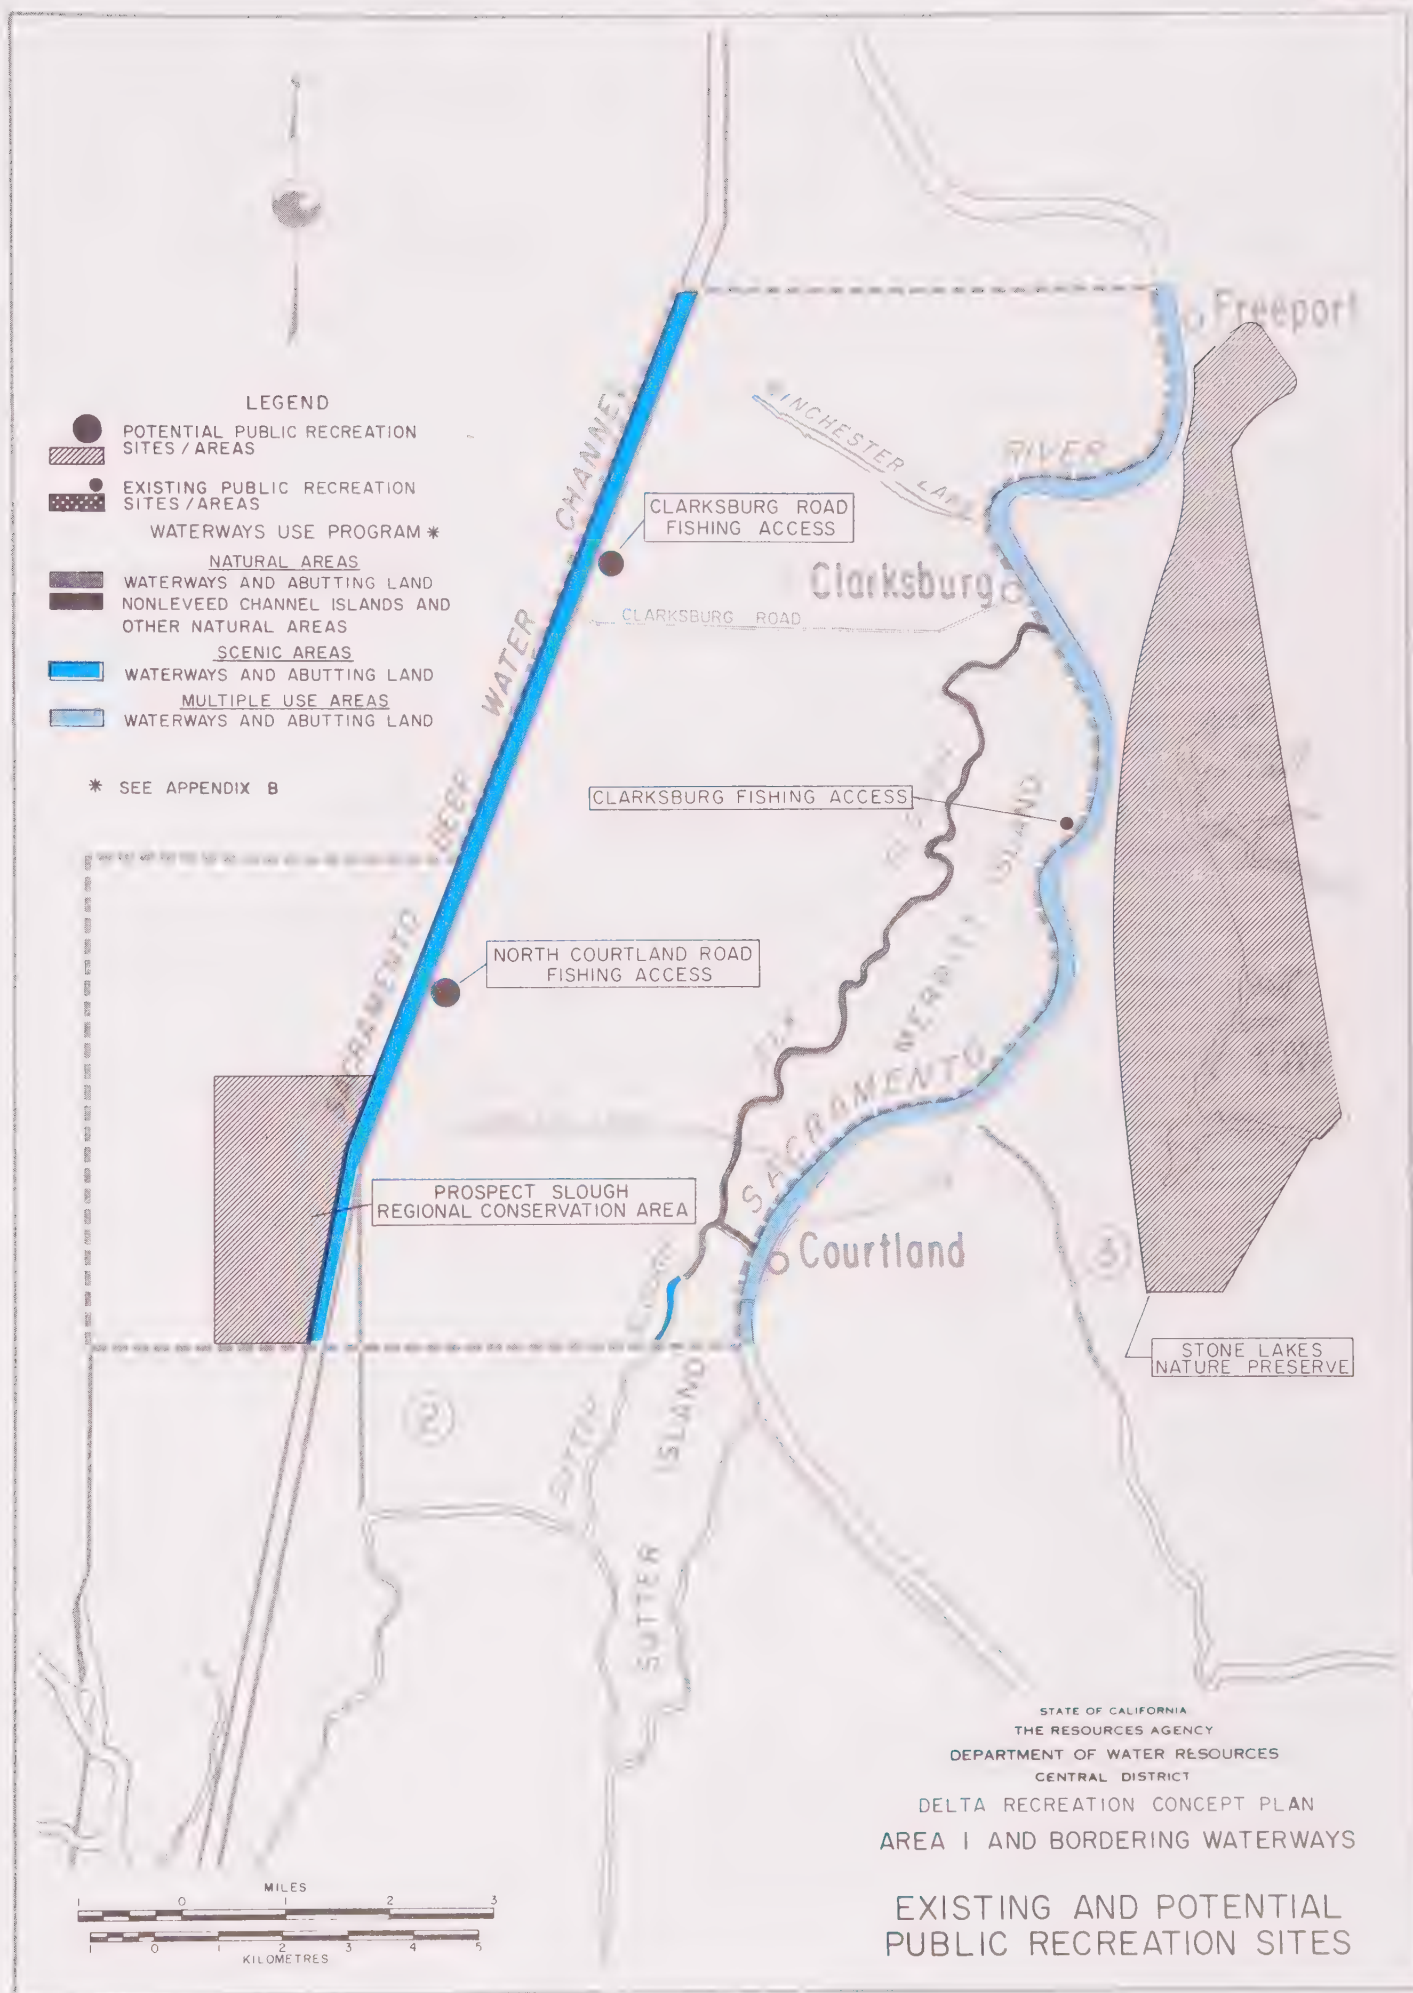 Freeport
LEGEND
POTENTIAL PUBLIC RECREATION
SITES / AREAS
EXISTING PUBLIC RECREATION
SITES / AREAS
WATERWAYS USE PROGRAM *
NATURAL AREAS
WATERWAYS AND ABUTTING LAND
NONLEVEED CHANNEL ISLANDS AND
OTHER NATURAL AREAS
SCENIC AREAS
WATERWAYS AND ABUTTING LAND
MULTIPLE USE AREAS
WATERWAYS AND ABUTTING LAND
* SEE APPENDIX B
SACRAMENTO DEEP WATER CHANNEL
WINCHESTER LAKE
RIVER
CLARKSBURG ROAD
FISHING ACCESS
Clarksburg
CLARKSBURG ROAD
CLARKSBURG FISHING ACCESS
ELK SLOUGH
MERRITT ISLAND
NORTH COURTLAND ROAD
FISHING ACCESS
SACRAMENTO
PROSPECT SLOUGH
REGIONAL CONSERVATION AREA
Courtland
3
STONE LAKES
NATURE PRESERVE
2
SUTTER SLOUGH
SUTTER ISLAND
STATE OF CALIFORNIA
THE RESOURCES AGENCY
DEPARTMENT OF WATER RESOURCES
CENTRAL DISTRICT
DELTA RECREATION CONCEPT PLAN
AREA I AND BORDERING WATERWAYS
EXISTING AND POTENTIAL
PUBLIC RECREATION SITES
MILES
1 0 1 2 3
1 0 1 2 3 4 5
KILOMETRES